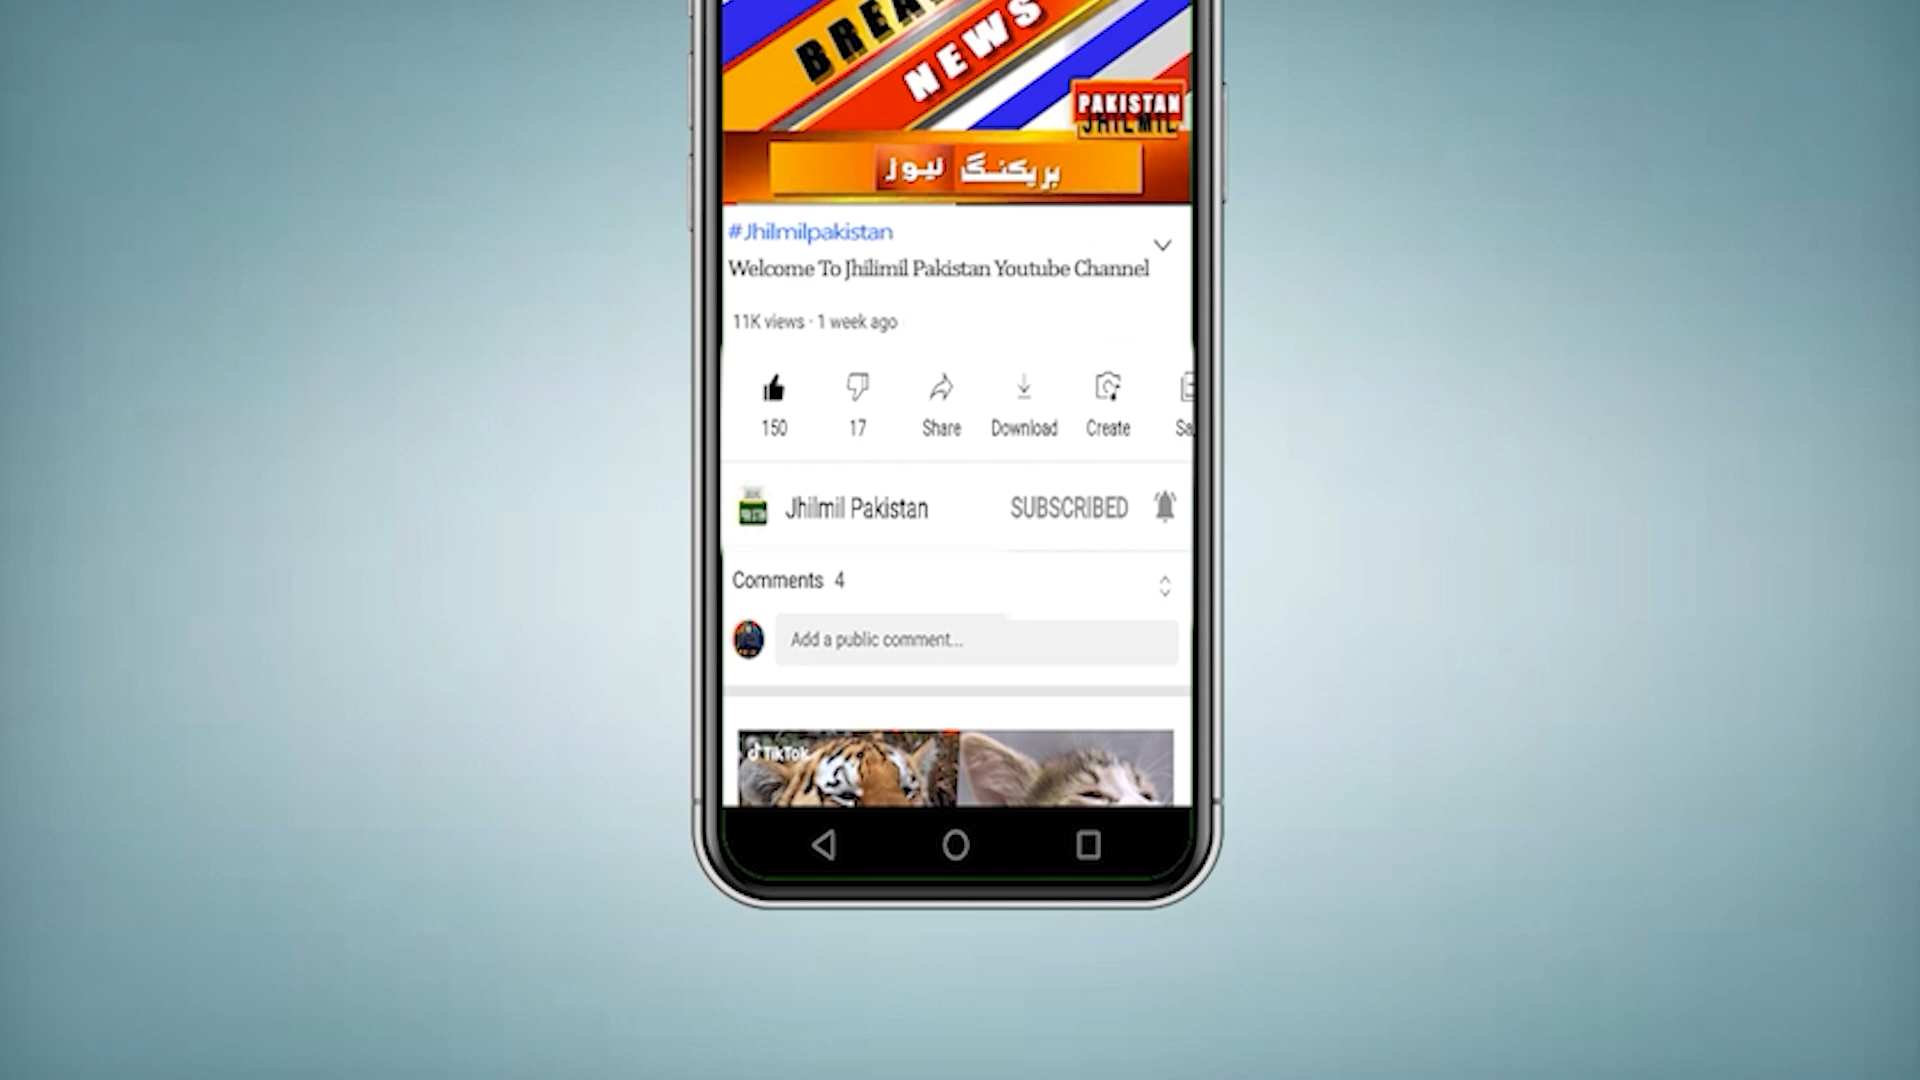 NEWS
PAKISTAN
JHILMIL
بریکنگ نیوز
#Jhilmilpakistan
Welcome To Jhilimil Pakistan Youtube Channel
11K views · 1 week ago
150 17 Share Download Create
Jhilmil Pakistan SUBSCRIBED
Comments 4
Add a public comment...
TikTok